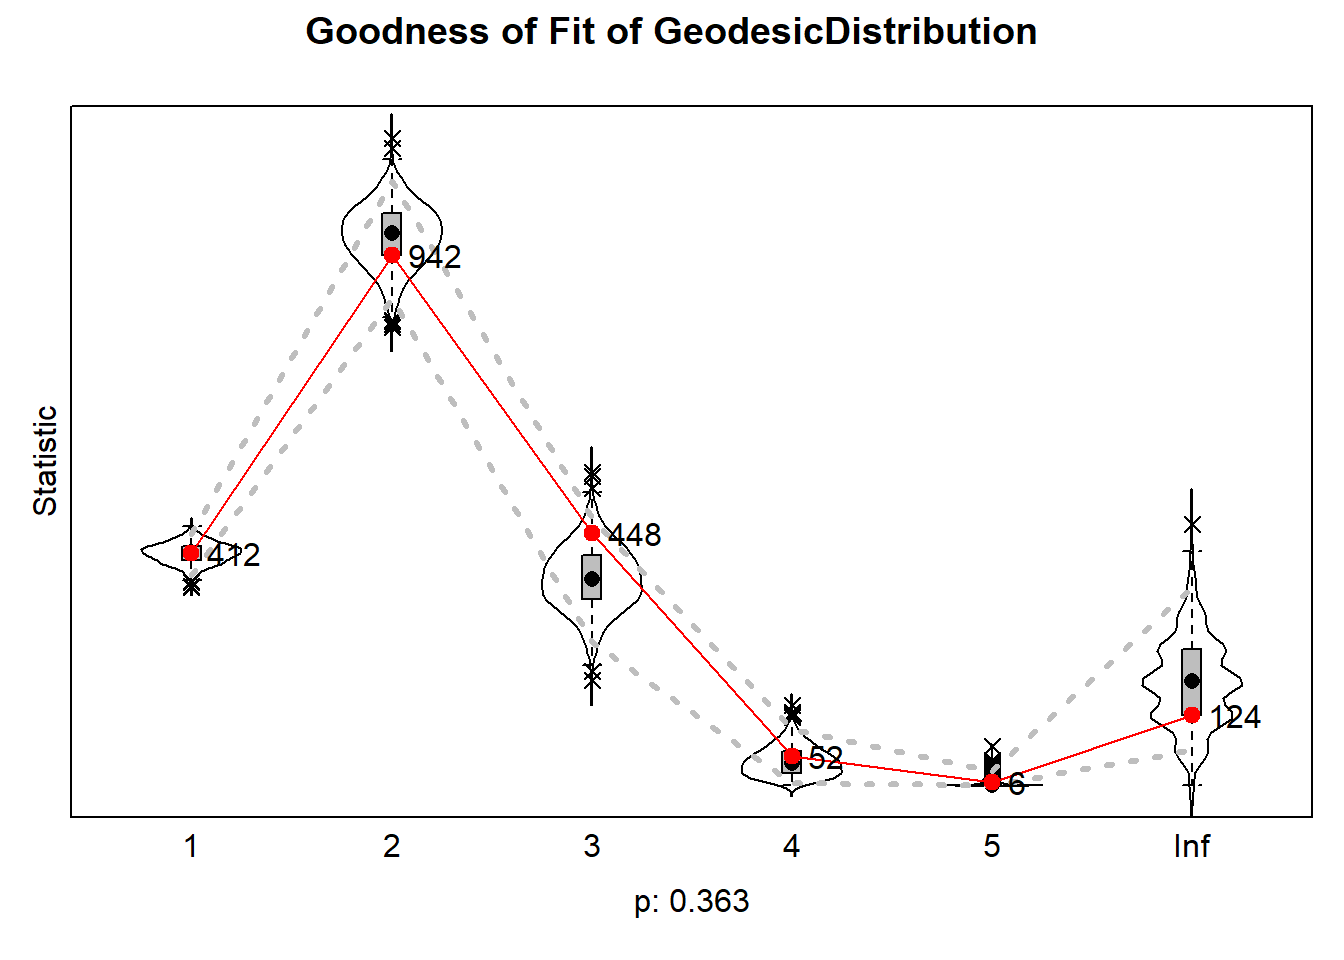 Goodness of Fit of GeodesicDistribution
Statistic
942
448
412
124
52
6
1 2 3 4 5 Inf
p: 0.363